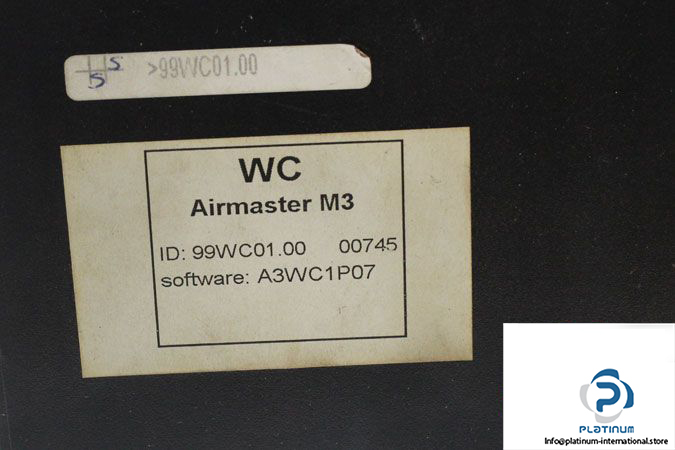 S
S
>99WC01.00
WC
Airmaster M3
ID: 99WC01.00 00745
software: A3WC1P07
P
PLATINUM
Info@platinum-international.store